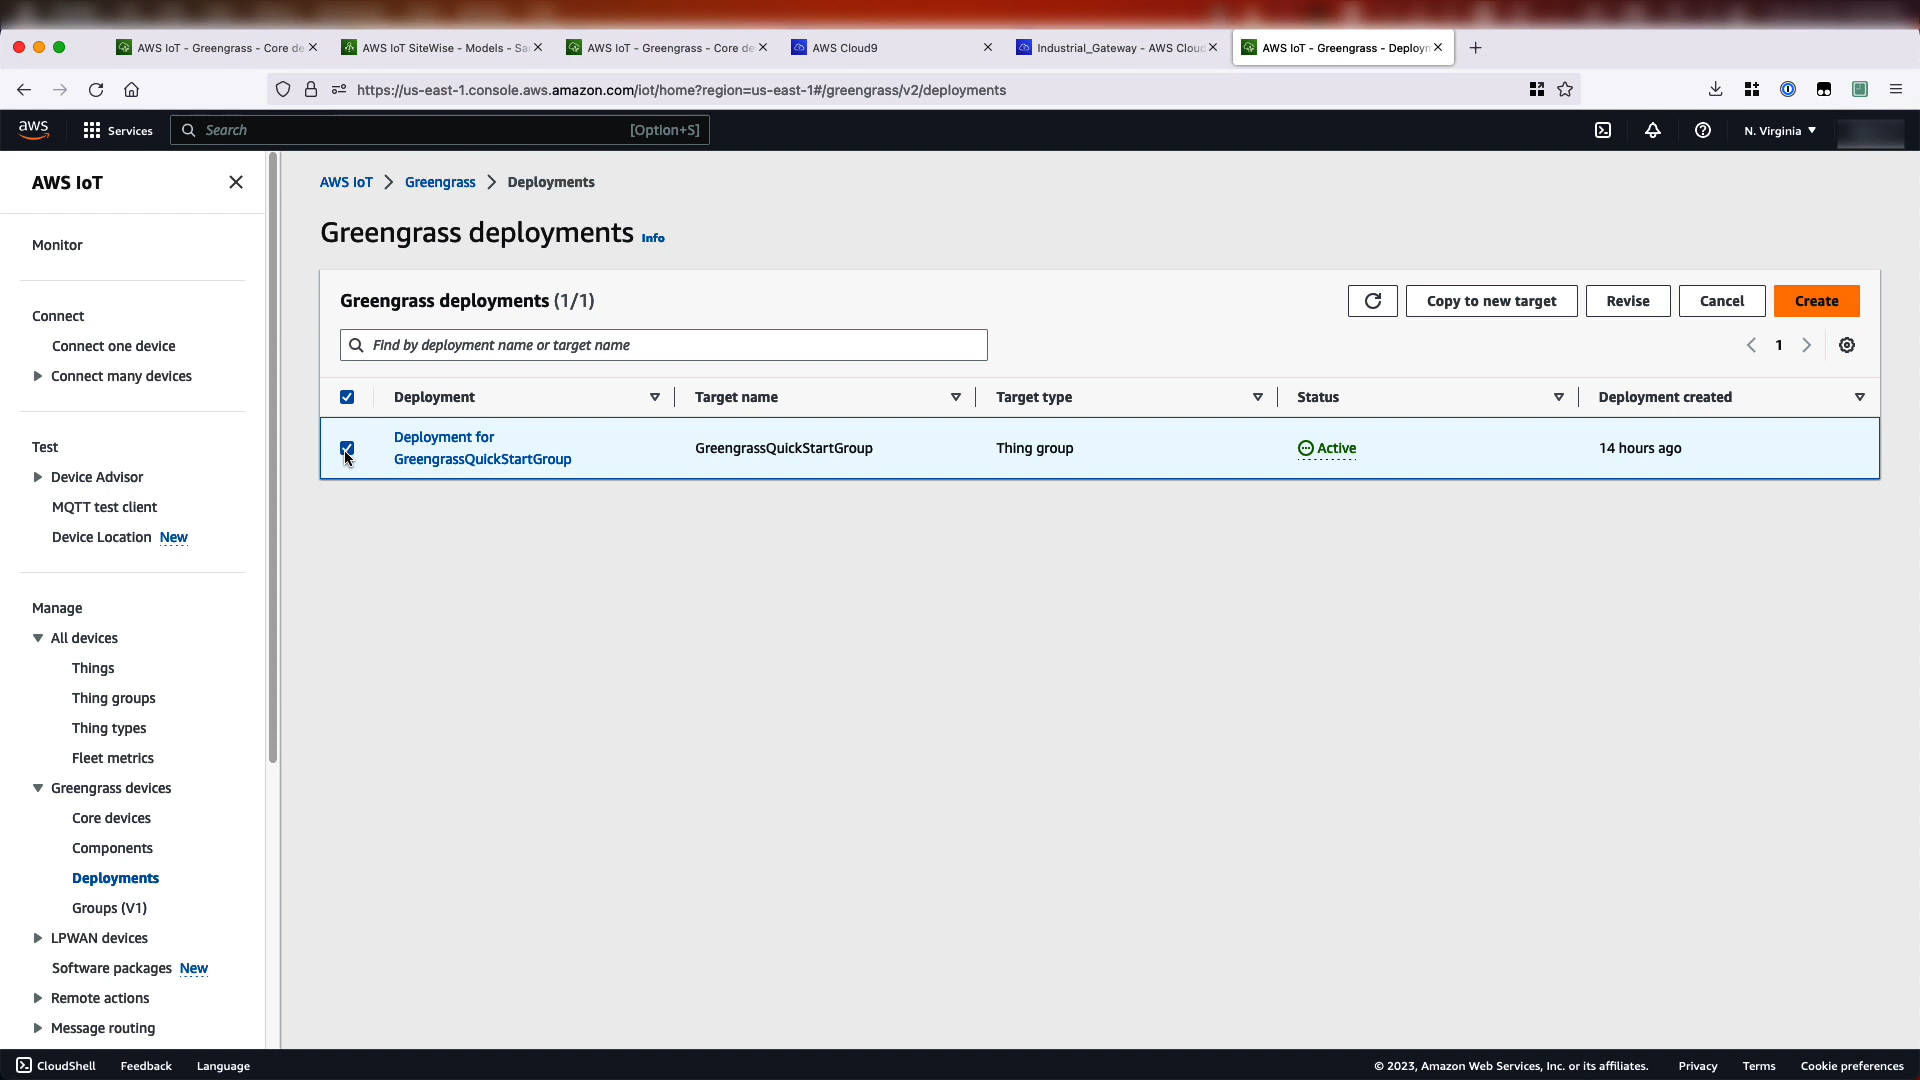 AWS IoT - Greengrass - Core de
AWS IoT SiteWise - Models - Sa
AWS IoT - Greengrass - Core de
AWS Cloud9
Industrial_Gateway - AWS Cloud
AWS IoT - Greengrass - Deploym
https://us-east-1.console.aws.amazon.com/iot/home?region=us-east-1#/greengrass/v2/deployments
aws
Services
Search
[Option+S]
N. Virginia
AWS IoT
Monitor
Connect
Connect one device
Connect many devices
Test
Device Advisor
MQTT test client
Device Location New
Manage
All devices
Things
Thing groups
Thing types
Fleet metrics
Greengrass devices
Core devices
Components
Deployments
Groups (V1)
LPWAN devices
Software packages New
Remote actions
Message routing
AWS IoT > Greengrass > Deployments
Greengrass deployments Info
Greengrass deployments (1/1)
Copy to new target
Revise
Cancel
Create
Find by deployment name or target name
1
Deployment
Target name
Target type
Status
Deployment created
Deployment for
GreengrassQuickStartGroup
GreengrassQuickStartGroup
Thing group
Active
14 hours ago
CloudShell
Feedback
Language
© 2023, Amazon Web Services, Inc. or its affiliates.
Privacy
Terms
Cookie preferences